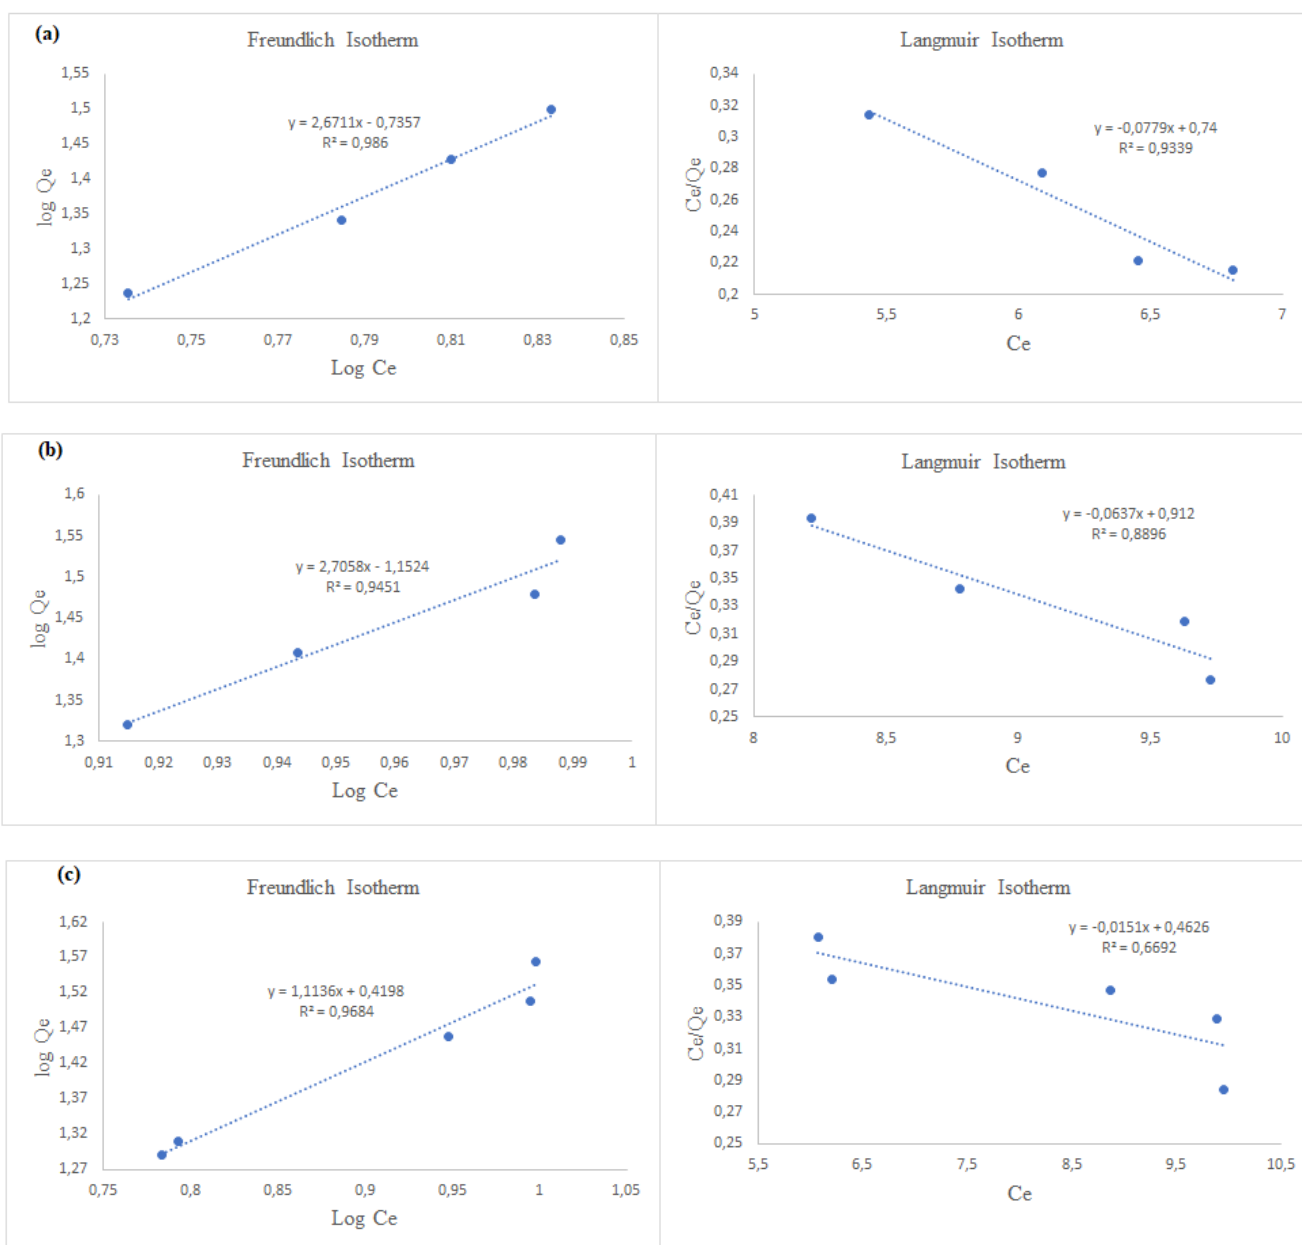 (a)
Freundlich Isotherm
1,55
1,5
1,45
1,4
1,35
1,3
1,25
1,2
log Qe
y = 2,6711x - 0,7357
R² = 0,986
0,73 0,75 0,77 0,79 0,81 0,83 0,85
Log Ce
Langmuir Isotherm
0,34
0,32
0,3
0,28
0,26
0,24
0,22
0,2
Ce/Qe
y = -0,0779x + 0,74
R² = 0,9339
5 5,5 6 6,5 7
Ce
(b)
Freundlich Isotherm
1,6
1,55
1,5
1,45
1,4
1,35
1,3
log Qe
y = 2,7058x - 1,1524
R² = 0,9451
0,91 0,92 0,93 0,94 0,95 0,96 0,97 0,98 0,99 1
Log Ce
Langmuir Isotherm
0,41
0,39
0,37
0,35
0,33
0,31
0,29
0,27
0,25
Ce/Qe
y = -0,0637x + 0,912
R² = 0,8896
8 8,5 9 9,5 10
Ce
(c)
Freundlich Isotherm
1,62
1,57
1,52
1,47
1,42
1,37
1,32
1,27
log Qe
y = 1,1136x + 0,4198
R² = 0,9684
0,75 0,8 0,85 0,9 0,95 1 1,05
Log Ce
Langmuir Isotherm
0,39
0,37
0,35
0,33
0,31
0,29
0,27
0,25
Ce/Qe
y = -0,0151x + 0,4626
R² = 0,6692
5,5 6,5 7,5 8,5 9,5 10,5
Ce